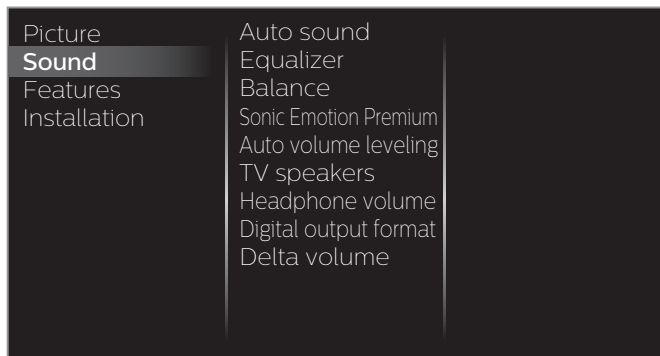 Picture
Sound
Features
Installation
Auto sound
Equalizer
Balance
Sonic Emotion Premium
Auto volume leveling
TV speakers
Headphone volume
Digital output format
Delta volume